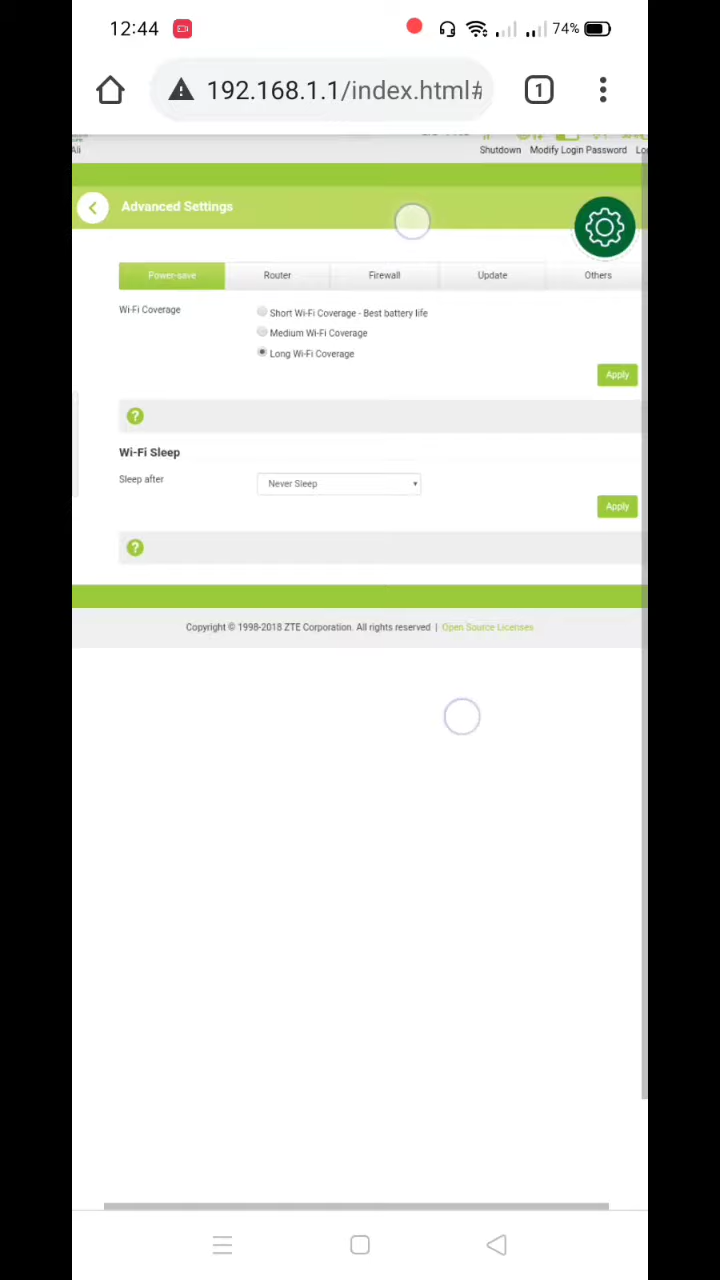 12:44 74%
192.168.1.1/index.html#
1
Ali
Shutdown Modify Login Password
Advanced Settings
Power-save Router Firewall Update Others
Wi-Fi Coverage
Short Wi-Fi Coverage - Best battery life
Medium Wi-Fi Coverage
Long Wi-Fi Coverage
Apply
?
Wi-Fi Sleep
Sleep after Never Sleep
Apply
?
Copyright © 1998-2018 ZTE Corporation. All rights reserved | Open Source Licenses